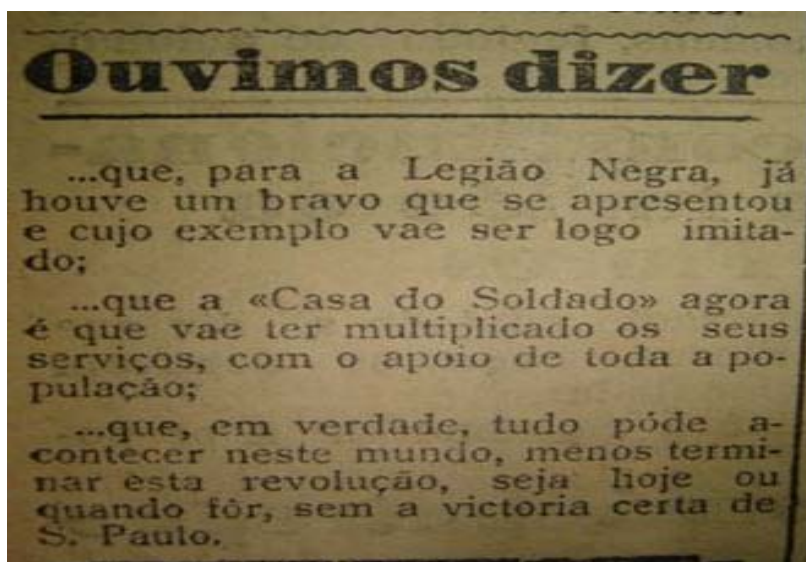 Ouvimos dizer
...que, para a Legião Negra, já
houve um bravo que se apresentou
e cujo exemplo vae ser logo imita-
do;
...que a «Casa do Soldado» agora
é que vae ter multiplicado os seus
serviços, com o apoio de toda a po-
pulação;
...que, em verdade, tudo póde a-
contecer neste mundo, menos termi-
nar esta revolução, seja hoje ou
quando fôr, sem a victoria certa de
S. Paulo.